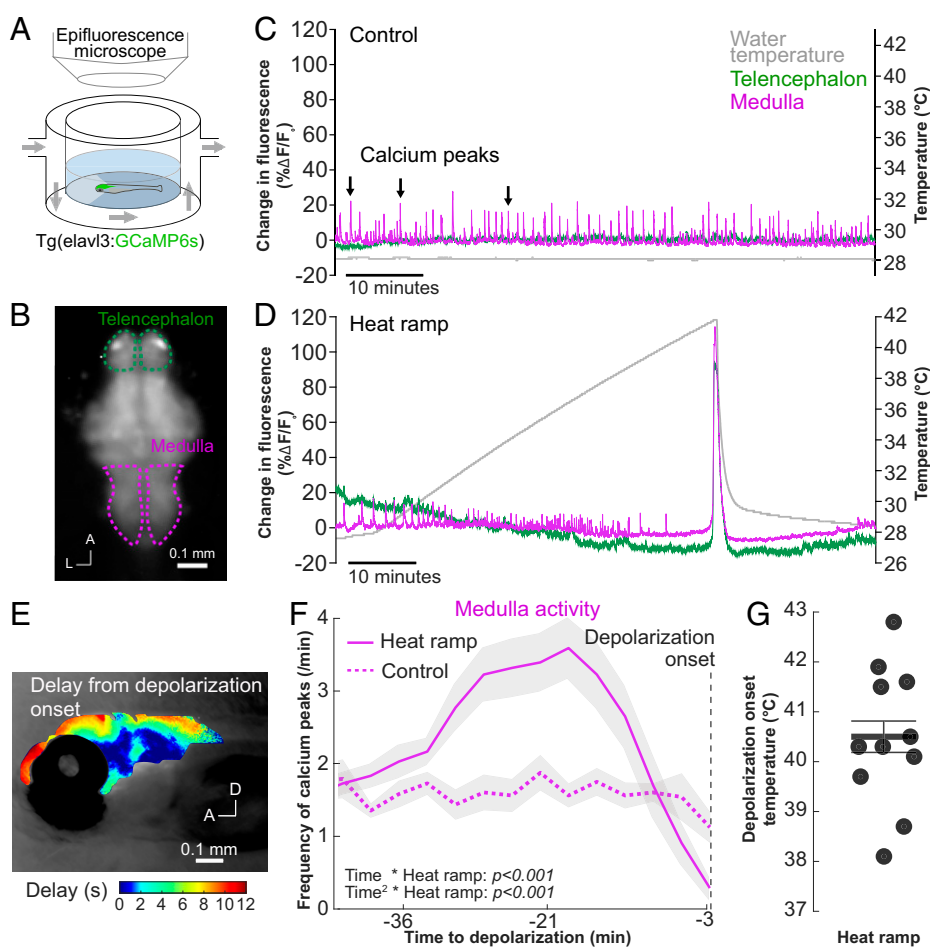 A
Epifluorescence
microscope
Tg(elavl3:GCaMP6s)
B
Telencephalon
Medulla
A
L
0.1 mm
C
Control
Water
temperature
Telencephalon
Medulla
Calcium peaks
Change in fluorescence
(%ΔF/F₀)
120
100
80
60
40
20
0
-20
Temperature (°C)
42
40
38
36
34
32
30
28
10 minutes
D
Heat ramp
Change in fluorescence
(%ΔF/F₀)
120
100
80
60
40
20
0
-20
Temperature (°C)
42
40
38
36
34
32
30
28
26
10 minutes
E
Delay from depolarization
onset
D
A
0.1 mm
Delay (s)
0 2 4 6 8 10 12
F
Medulla activity
Heat ramp
Control
Depolarization
onset
Frequency of calcium peaks (/min)
4
3
2
1
0
Time * Heat ramp: p<0.001
Time² * Heat ramp: p<0.001
-36 -21 -3
Time to depolarization (min)
G
Depolarization onset
temperature (°C)
43
42
41
40
39
38
37
Heat ramp